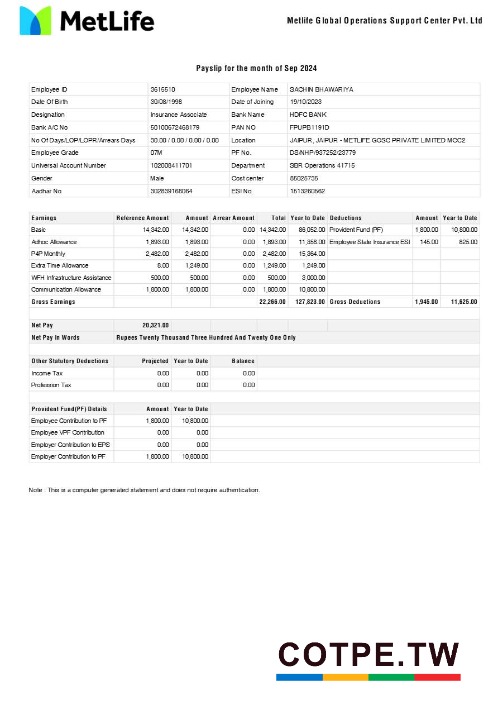 MetLife
Metlife Global Operations Support Center Pvt. Ltd
Payslip for the month of Sep 2024
Employee ID 3615510 Employee Name SACHIN BHAWARIYA
Date Of Birth 30/08/1998 Date of Joining 19/10/2023
Designation Insurance Associate Bank Name HDFC BANK
Bank A/C No 50100672468179 PAN NO FPUPB1191D
No Of Days/LOP/LOPR/Arrears Days 30.00 / 0.00 / 0.00 / 0.00 Location JAIPUR, JAIPUR - METLIFE GOSC PRIVATE LIMITED MOC2
Employee Grade 07M PF No. DS/NHP/937252/23779
Universal Account Number 102008411701 Department SBR Operations 41715
Gender Male Cost center
Aadhar No 302839168064 ESI No 1513260562
Earnings Reference Amount Amount Arrear Amount Total Year to Date Deductions Amount Year to Date
Basic 14,342.00 14,342.00 0.00 14,342.00 86,052.00 Provident Fund (PF) 1,800.00 10,800.00
Adhoc Allowance 1,893.00 1,893.00 0.00 1,893.00 11,358.00 Employee State Insurance ESI 145.00 825.00
P4P Monthly 2,482.00 2,482.00 0.00 2,482.00 15,364.00
Extra Time Allowance 0.00 1,249.00 0.00 1,249.00 1,249.00
WFH Infrastructure Assistance 500.00 500.00 0.00 500.00 3,000.00
Communication Allowance 1,800.00 1,800.00 0.00 1,800.00 10,800.00
Gross Earnings 22,266.00 127,823.00 Gross Deductions 1,945.00 11,625.00
Net Pay 20,321.00
Net Pay In Words Rupees Twenty Thousand Three Hundred And Twenty One Only
Other Statutory Deductions Projected Year to Date Balance
Income Tax 0.00 0.00 0.00
Profession Tax 0.00 0.00 0.00
Provident Fund(PF) Details Amount Year to Date
Employee Contribution to PF 1,800.00 10,800.00
Employee VPF Contribution 0.00 0.00
Employer Contribution to EPS 0.00 0.00
Employer Contribution to PF 1,800.00 10,800.00
Note : This is a computer generated statement and does not require authentication.
COTPE.TW